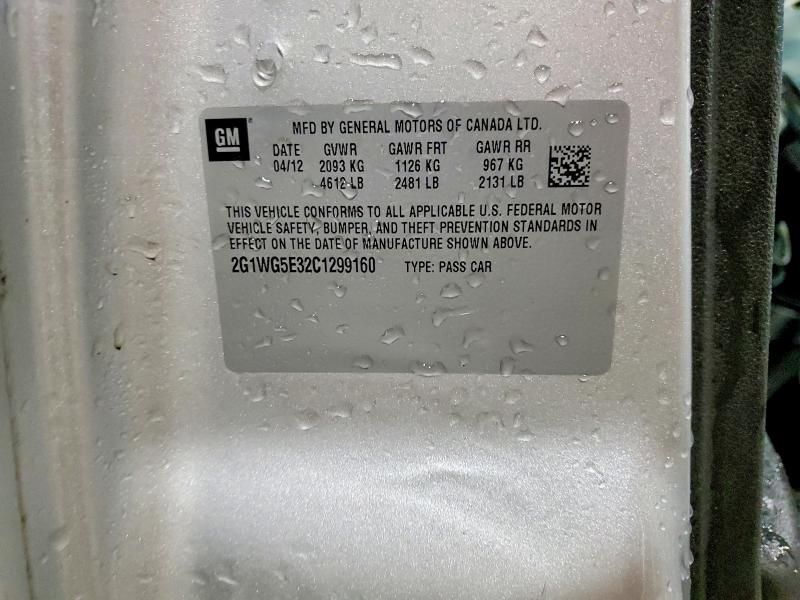 GM
MFD BY GENERAL MOTORS OF CANADA LTD.
DATE GVWR GAWR FRT GAWR RR
04/12 2093 KG 1126 KG 967 KG
4612 LB 2481 LB 2131 LB
THIS VEHICLE CONFORMS TO ALL APPLICABLE U.S. FEDERAL MOTOR
VEHICLE SAFETY, BUMPER, AND THEFT PREVENTION STANDARDS IN
EFFECT ON THE DATE OF MANUFACTURE SHOWN ABOVE.
2G1WG5E32C1299160 TYPE: PASS CAR